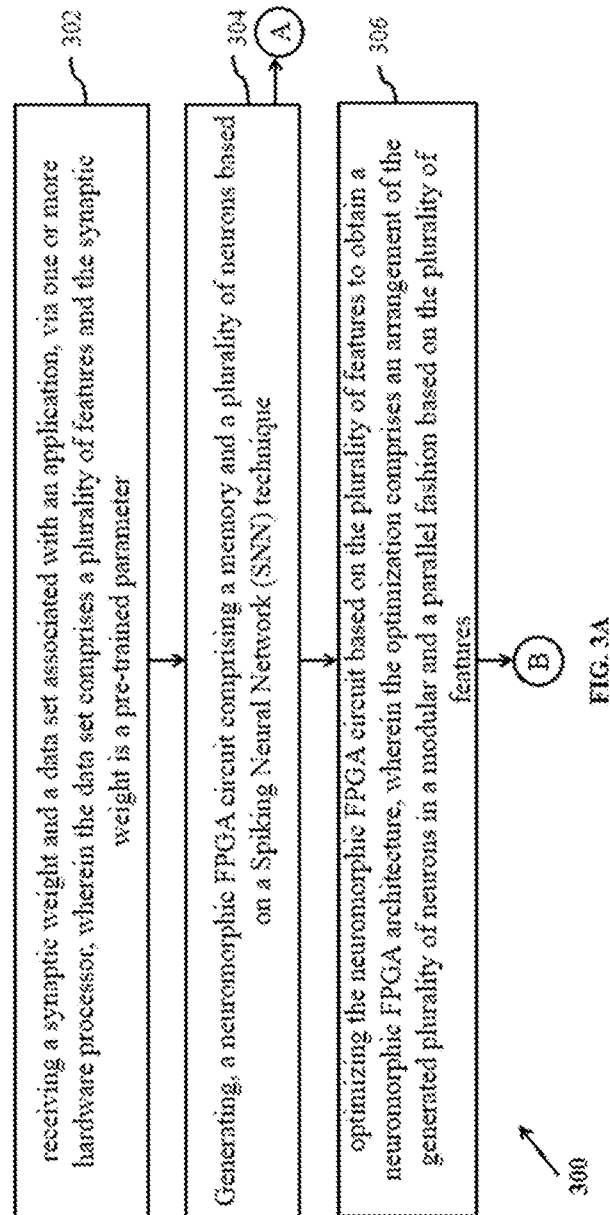 receiving a synaptic weight and a data set associated with an application, via one or more
hardware processor, wherein the data set comprises a plurality of features and the synaptic
weight is a pre-trained parameter
302
Generating, a neuromorphic FPGA circuit comprising a memory and a plurality of neurons based
on a Spiking Neural Network (SNN) technique
304
A
optimizing the neuromorphic FPGA circuit based on the plurality of features to obtain a
neuromorphic FPGA architecture, wherein the optimization comprises an arrangement of the
generated plurality of neurons in a modular and a parallel fashion based on the plurality of
features
306
B
300
FIG. 3A